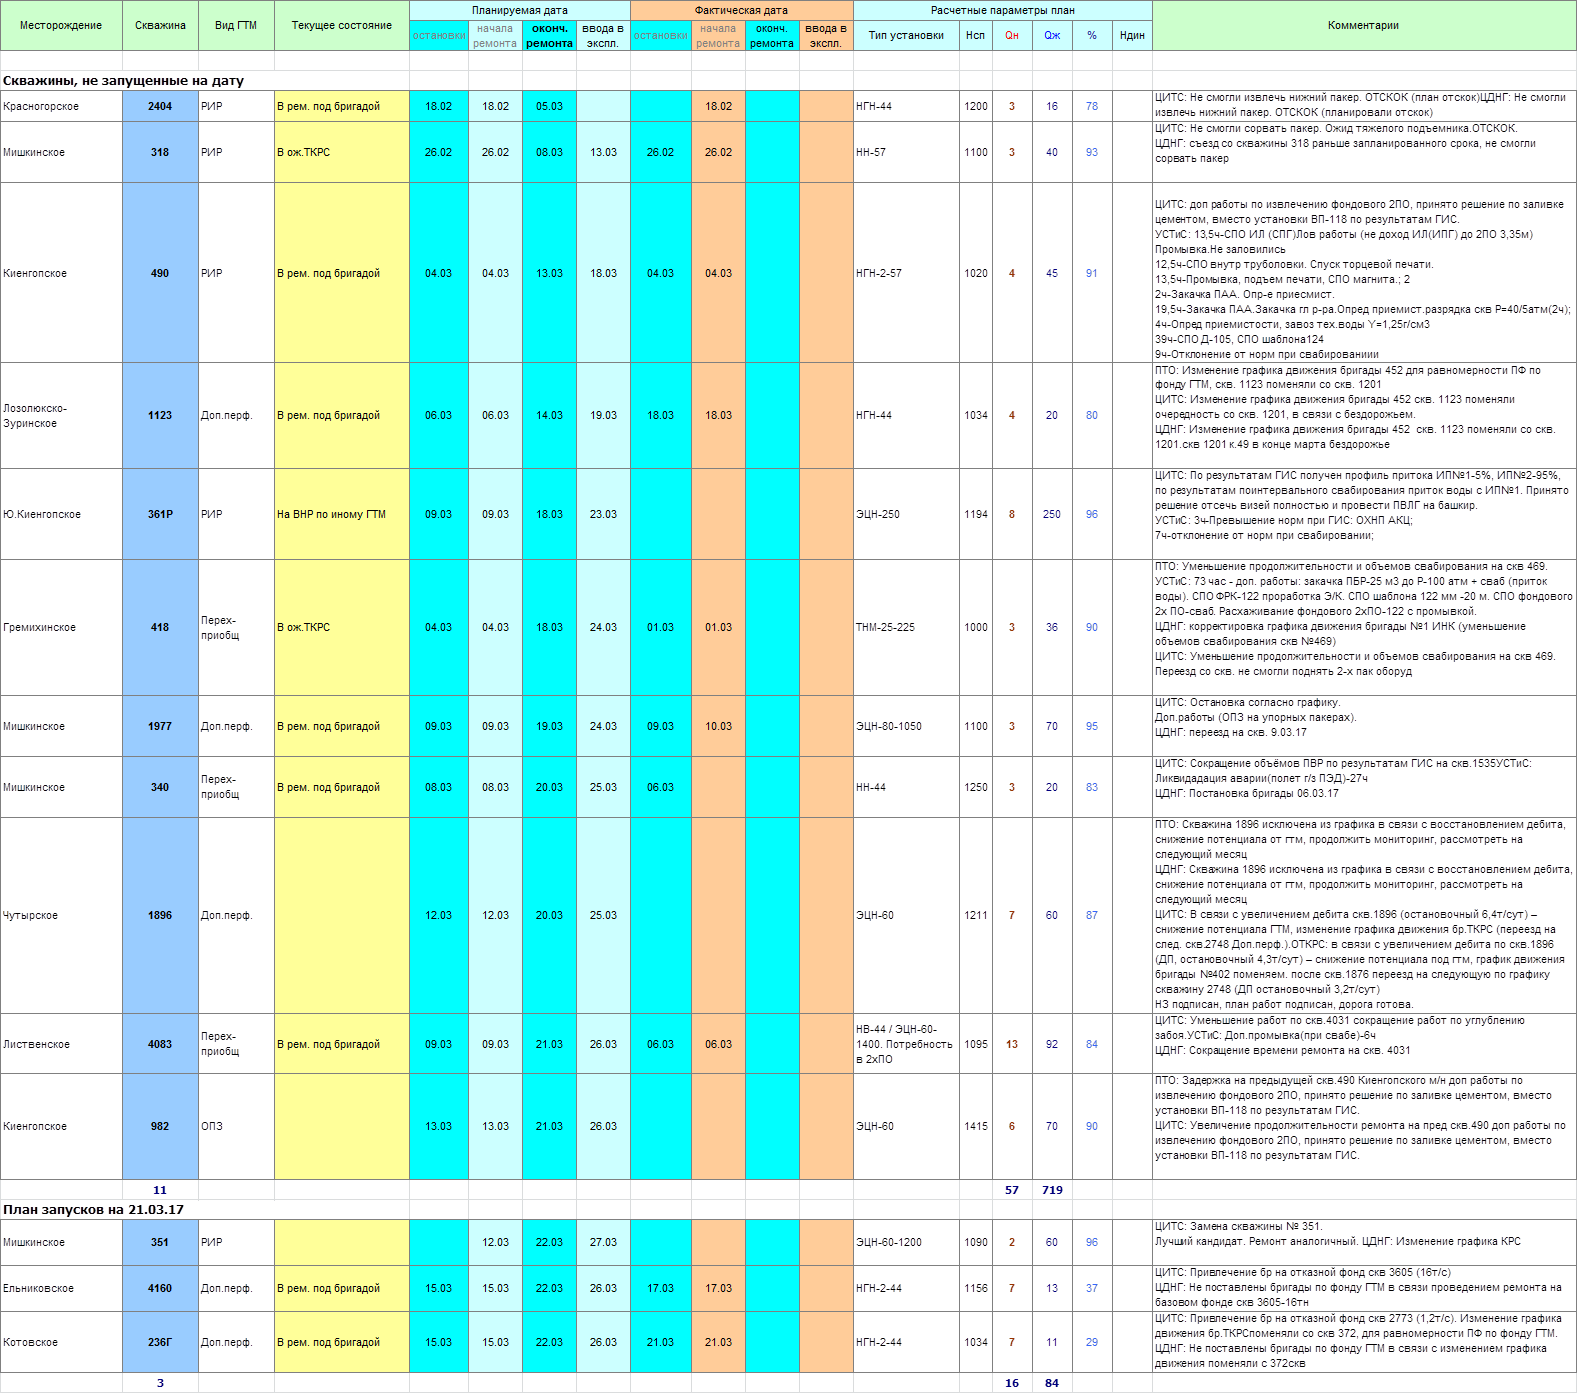 Месторождение Скважина Вид ГТМ Текущее состояние Планируемая дата Фактическая дата Расчетные параметры план Комментарии
остановки начала ремонта оконч. ремонта ввода в экспл. остановки начала ремонта оконч. ремонта ввода в экспл. Тип установки Нсп Qн Qж % Ндин
Скважины, не запущенные на дату
Красногорское 2404 РИР В рем. под бригадой 18.02 18.02 05.03 18.02 НГН-44 1200 3 16 78
ЦИТС: Не смогли извлечь нижний пакер. ОТСКОК (план отскок)ЦДНГ: Не смогли
извлечь нижний пакер. ОТСКОК (планировали отскок)
Мишкинское 318 РИР В ож.ТКРС 26.02 26.02 08.03 13.03 26.02 26.02 НН-57 1100 3 40 93
ЦИТС: Не смогли сорвать пакер. Ожид тяжелого подъемника.ОТСКОК.
ЦДНГ: съезд со скважины 318 раньше запланированного срока, не смогли
сорвать пакер
Киенгопское 490 РИР В рем. под бригадой 04.03 04.03 13.03 18.03 04.03 04.03 НГН-2-57 1020 4 45 91
ЦИТС: доп работы по извлечению фондового 2ПО, принято решение по заливке
цементом, вместо установки ВП-118 по результатам ГИС.
УСТиС: 13,5ч-СПО ИЛ (СПГ)Лов работы (не доход ИЛ(ИПГ) до 2ПО 3,35м)
Промывка.Не заловились
12,5ч-СПО внутр труболовки. Спуск торцевой печати.
13,5ч-Промывка, подъем печати, СПО магнита.; 2
2ч-Закачка ПАА. Опр-е приесмист.
19,5ч-Закачка ПАА.Закачка гл р-ра.Опред приемист.разрядка скв Р=40/5атм(2ч);
4ч-Опред приемистости, завоз тех.воды Y=1,25г/см3
39ч-СПО Д-105, СПО шаблона124
9ч-Отклонение от норм при свабированиии
Лозолюкско-
Зуринское 1123 Доп.перф. В рем. под бригадой 06.03 06.03 14.03 19.03 18.03 18.03 НГН-44 1034 4 20 80
ПТО: Изменение графика движения бригады 452 для равномерности ПФ по
фонду ГТМ, скв. 1123 поменяли со скв. 1201
ЦИТС: Изменение графика движения бригады 452 скв. 1123 поменяли
очередность со скв. 1201, в связи с бездорожьем.
ЦДНГ: Изменение графика движения бригады 452 скв. 1123 поменяли со скв.
1201.скв 1201 к.49 в конце марта бездорожье
Ю.Киенгопское 361Р РИР На ВНР по иному ГТМ 09.03 09.03 18.03 23.03 ЭЦН-250 1194 8 250 96
ЦИТС: По результатам ГИС получен профиль притока ИП№1-5%, ИП№2-95%,
по результатам поинтервального свабирования приток воды с ИП№1. Принято
решение отсечь визей полностью и провести ПВЛГ на башкир.
УСТиС: 3ч-Превышение норм при ГИС: ОХНП АКЦ;
7ч-отклонение от норм при свабировании;
Гремихинское 418 Перех-
приобщ В ож.ТКРС 04.03 04.03 18.03 24.03 01.03 01.03 ТНМ-25-225 1000 3 36 90
ПТО: Уменьшение продолжительности и объемов свабирования на скв 469.
УСТиС: 73 час - доп. работы: закачка ПБР-25 м3 до Р-100 атм + сваб (приток
воды). СПО ФРК-122 проработка Э/К. СПО шаблона 122 мм -20 м. СПО фондового
2х ПО-сваб. Расхаживание фондового 2хПО-122 с промывкой.
ЦДНГ: корректировка графика движения бригады №1 ИНК (уменьшение
объемов свабирования скв №469)
ЦИТС: Уменьшение продолжительности и объемов свабирования на скв 469.
Переезд со скв. не смогли поднять 2-х пак оборуд
Мишкинское 1977 Доп.перф. В рем. под бригадой 09.03 09.03 19.03 24.03 09.03 10.03 ЭЦН-80-1050 1100 3 70 95
ЦИТС: Остановка согласно графику.
Доп.работы (ОПЗ на упорных пакерах).
ЦДНГ: переезд на скв. 9.03.17
Мишкинское 340 Перех-
приобщ В рем. под бригадой 08.03 08.03 20.03 25.03 06.03 НН-44 1250 3 20 83
ЦИТС: Сокращение объёмов ПВР по результатам ГИС на скв.1535УСТиС:
Ликвидадация аварии(полет г/з ПЭД)-27ч
ЦДНГ: Постановка бригады 06.03.17
Чутырское 1896 Доп.перф. 12.03 12.03 20.03 25.03 ЭЦН-60 1211 7 60 87
ПТО: Скважина 1896 исключена из графика в связи с восстановлением дебита,
снижение потенциала от гтм, продолжить мониторинг, рассмотреть на
следующий месяц
ЦДНГ: Скважина 1896 исключена из графика в связи с восстановлением дебита,
снижение потенциала от гтм, продолжить мониторинг, рассмотреть на
следующий месяц
ЦИТС: В связи с увеличением дебита скв.1896 (остановочный 6,4т/сут) –
снижение потенциала ГТМ, изменение графика движения бр.ТКРС (переезд на
след. скв.2748 Доп.перф.).ОТКРС: в связи с увеличением дебита по скв.1896
(ДП, остановочный 4,3т/сут) – снижение потенциала под гтм, график движения
бригады №402 поменяем. после скв.1876 переезд на следующую по графику
скважину 2748 (ДП остановочный 3,2т/сут)
НЗ подписан, план работ подписан, дорога готова.
Лиственское 4083 Перех-
приобщ В рем. под бригадой 09.03 09.03 21.03 26.03 06.03 06.03 НВ-44 / ЭЦН-60-
1400. Потребность
в 2хПО 1095 13 92 84
ЦИТС: Уменьшение работ по скв.4031 сокращение работ по углублению
забоя.УСТиС: Доп.промывка(при свабе)-6ч
ЦДНГ: Сокращение времени ремонта на скв. 4031
Киенгопское 982 ОПЗ 13.03 13.03 21.03 26.03 ЭЦН-60 1415 6 70 90
ПТО: Задержка на предыдущей скв.490 Киенгопского м/н доп работы по
извлечению фондового 2ПО, принято решение по заливке цементом, вместо
установки ВП-118 по результатам ГИС.
ЦИТС: Увеличение продолжительности ремонта на пред скв.490 доп работы по
извлечению фондового 2ПО, принято решение по заливке цементом, вместо
установки ВП-118 по результатам ГИС.
11 57 719
План запусков на 21.03.17
Мишкинское 351 РИР 12.03 22.03 27.03 ЭЦН-60-1200 1090 2 60 96
ЦИТС: Замена скважины № 351.
Лучший кандидат. Ремонт аналогичный. ЦДНГ: Изменение графика КРС
Ельниковское 4160 Доп.перф. В рем. под бригадой 15.03 15.03 22.03 26.03 17.03 17.03 НГН-2-44 1156 7 13 37
ЦИТС: Привлечение бр на отказной фонд скв 3605 (16т/с)
ЦДНГ: Не поставлены бригады по фонду ГТМ в связи проведением ремонта на
базовом фонде скв 3605-16тн
Котовское 236Г Доп.перф. В рем. под бригадой 15.03 15.03 22.03 26.03 21.03 21.03 НГН-2-44 1034 7 11 29
ЦИТС: Привлечение бр на отказной фонд скв 2773 (1,2т/с). Изменение графика
движения бр.ТКРСпоменяли со скв 372, для равномерности ПФ по фонду ГТМ.
ЦДНГ: Не поставлены бригады по фонду ГТМ в связи с изменением графика
движения поменяли с 372скв
3 16 84